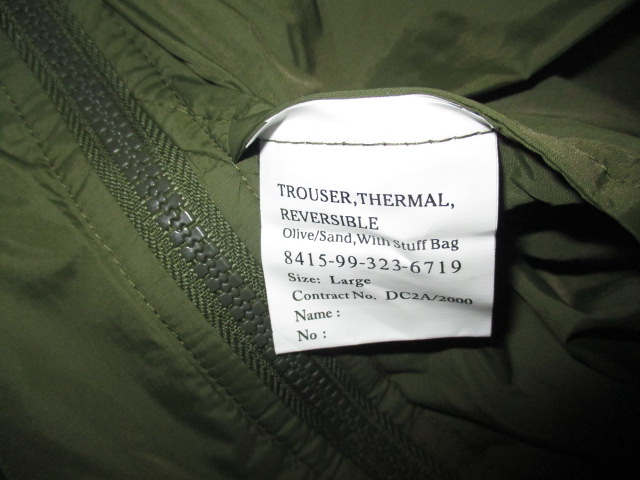 TROUSER,THERMAL,
REVERSIBLE
Olive/Sand,With Stuff Bag
8415-99-323-6719
Size: Large
Contract No. DC2A/2000
Name :
No :